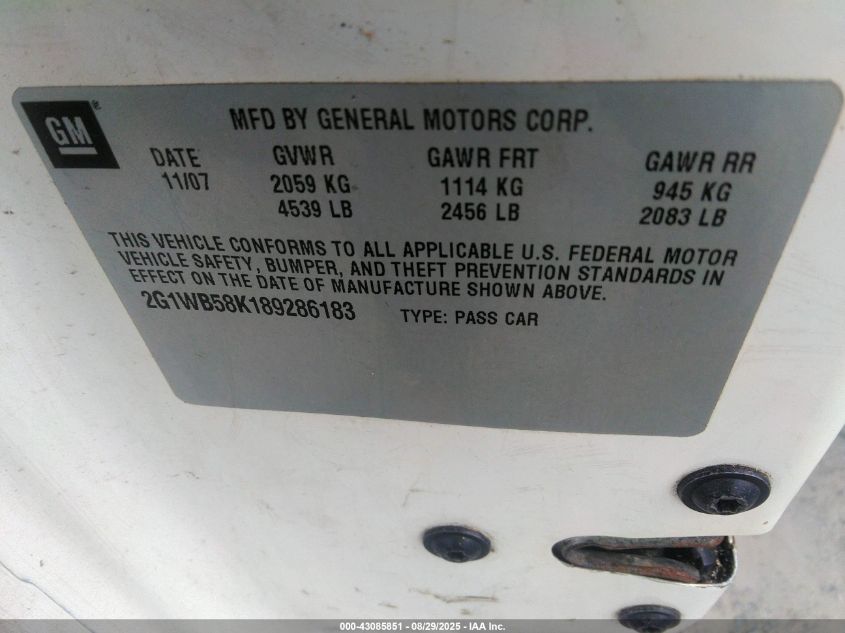 GM®
MFD BY GENERAL MOTORS CORP.
DATE GVWR GAWR FRT GAWR RR
11/07 2059 KG 1114 KG 945 KG
4539 LB 2456 LB 2083 LB
THIS VEHICLE CONFORMS TO ALL APPLICABLE U.S. FEDERAL MOTOR
VEHICLE SAFETY, BUMPER, AND THEFT PREVENTION STANDARDS IN
EFFECT ON THE DATE OF MANUFACTURE SHOWN ABOVE.
2G1WB58K189286183 TYPE: PASS CAR
000-43085851 - 08/29/2025 - IAA Inc.